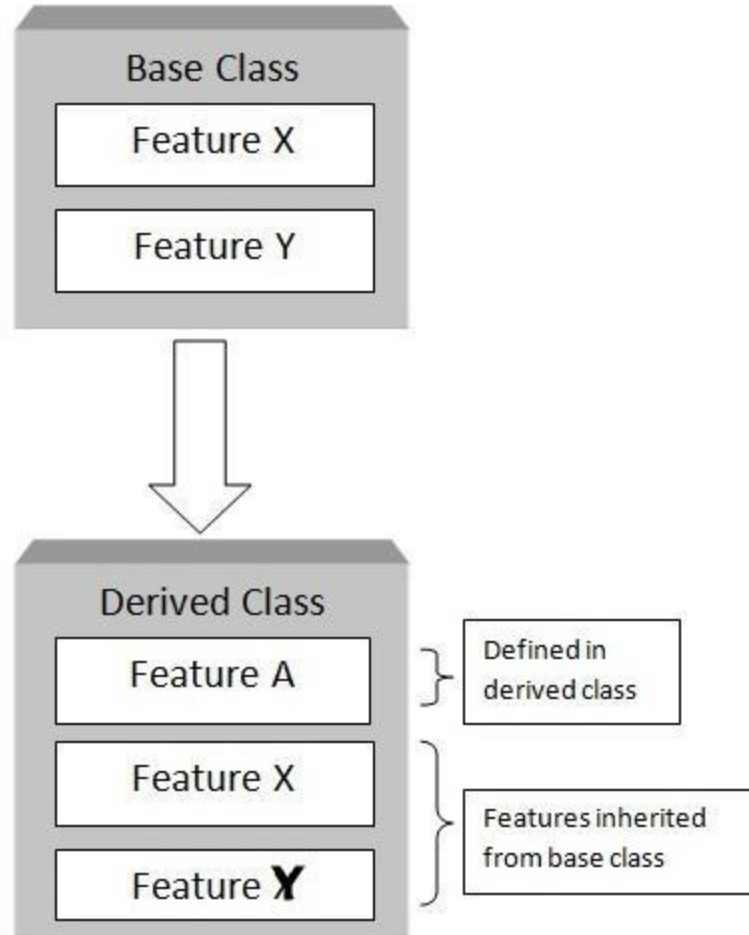 Base Class
Feature X
Feature Y
Derived Class
Feature A
Defined in
derived class
Feature X
Features inherited
from base class
Feature Y